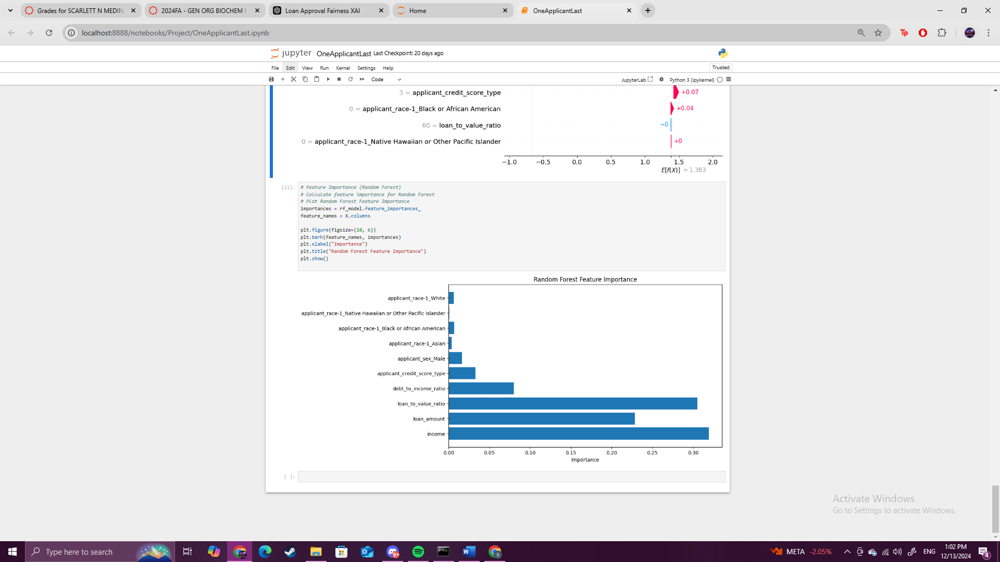 Grades for SCARLETT N MEDIN
2024FA - GEN ORG BIOCHEM
Loan Approval Fairness XAI
Home
OneApplicantLast
localhost:8888/notebooks/Project/OneApplicantLast.ipynb
Tp
jupyter OneApplicantLast Last Checkpoint: 20 days ago
File Edit View Run Kernel Settings Help
Trusted
Code
JupyterLab
Python 3 (ipykernel)
3 = applicant_credit_score_type
+0.07
0 = applicant_race-1_Black or African American
+0.04
60 = loan_to_value_ratio
−0
0 = applicant_race-1_Native Hawaiian or Other Pacific Islander
+0
−1.0 −0.5 0.0 0.5 1.0 1.5 2.0
E[f(X)] = 1.383
[21]:
# Feature Importance (Random Forest)
# Calculate feature importance for Random Forest
# Plot Random Forest Feature Importance
importances = rf_model.feature_importances_
feature_names = X.columns
plt.figure(figsize=(10, 6))
plt.barh(feature_names, importances)
plt.xlabel("Importance")
plt.title("Random Forest Feature Importance")
plt.show()
Random Forest Feature Importance
applicant_race-1_White
applicant_race-1_Native Hawaiian or Other Pacific Islander
applicant_race-1_Black or African American
applicant_race-1_Asian
applicant_sex_Male
applicant_credit_score_type
debt_to_income_ratio
loan_to_value_ratio
loan_amount
income
0.00 0.05 0.10 0.15 0.20 0.25 0.30
Importance
[ ]:
Activate Windows
Go to Settings to activate Windows.
Type here to search
9+
META -2.05%
ENG
1:02 PM
12/13/2024
4